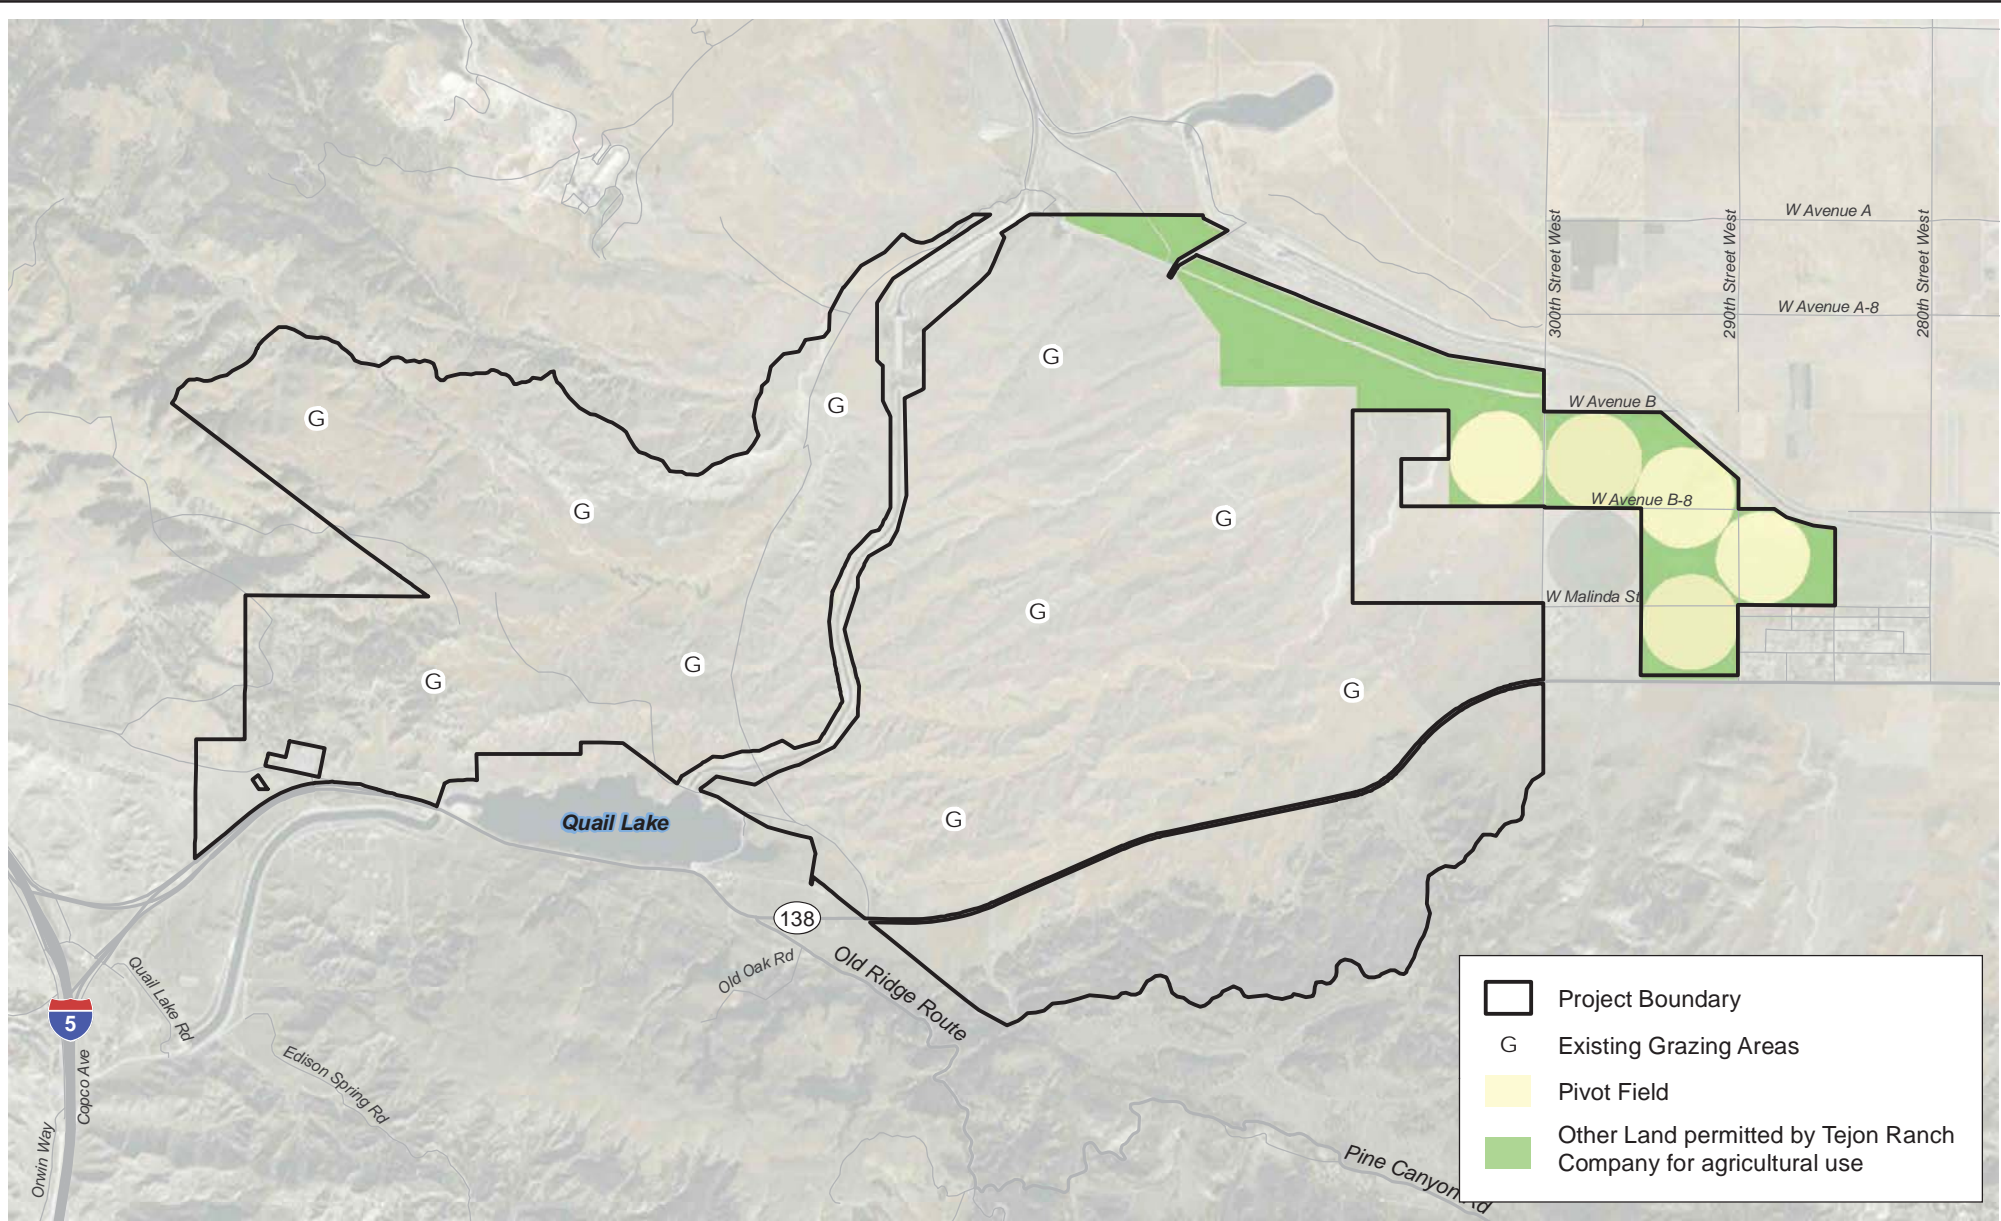 W Avenue A
300th Street West
290th Street West
280th Street West
W Avenue A-8
G
G
G
W Avenue B
W Avenue B-8
G
G
W Malinda St
G
G
G
G
Quail Lake
G
138
Old Oak Rd
Old Ridge Route
Quail Lake Rd
5
Copco Ave
Edison Spring Rd
Orwin Way
Pine Canyon Rd
Project Boundary
G Existing Grazing Areas
Pivot Field
Other Land permitted by Tejon Ranch
Company for agricultural use